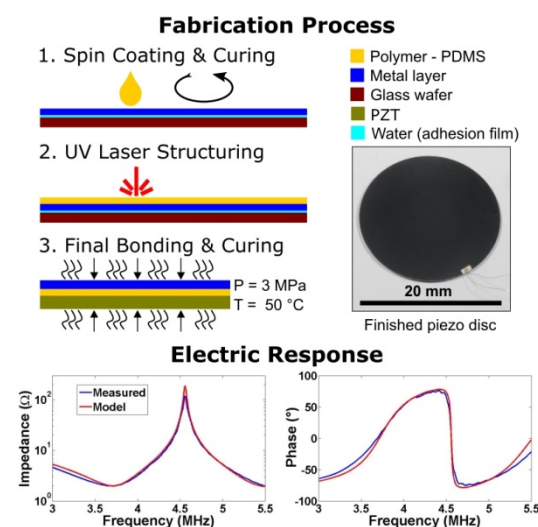 Fabrication Process
1. Spin Coating & Curing
Polymer - PDMS
Metal layer
Glass wafer
PZT
Water (adhesion film)
2. UV Laser Structuring
3. Final Bonding & Curing
P = 3 MPa
T = 50 °C
20 mm
Finished piezo disc
Electric Response
Impedance (Ω)
10²
10¹
10⁰
Measured
Model
3 3.5 4 4.5 5 5.5
Frequency (MHz)
Phase (°)
100
50
0
-50
-100
3 3.5 4 4.5 5 5.5
Frequency (MHz)